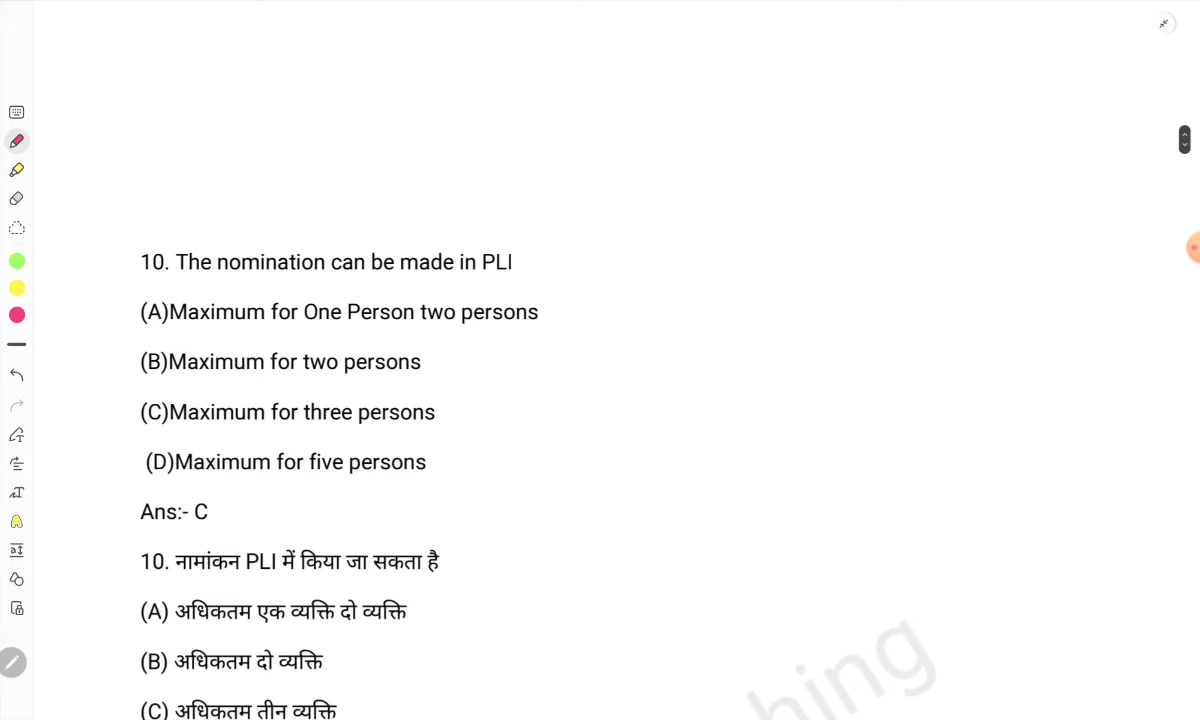 10. The nomination can be made in PLI
(A)Maximum for One Person two persons
(B)Maximum for two persons
(C)Maximum for three persons
(D)Maximum for five persons
Ans:- C
10. नामांकन PLI में किया जा सकता है
(A) अधिकतम एक व्यक्ति दो व्यक्ति
(B) अधिकतम दो व्यक्ति
(C) अधिकतम तीन व्यक्ति